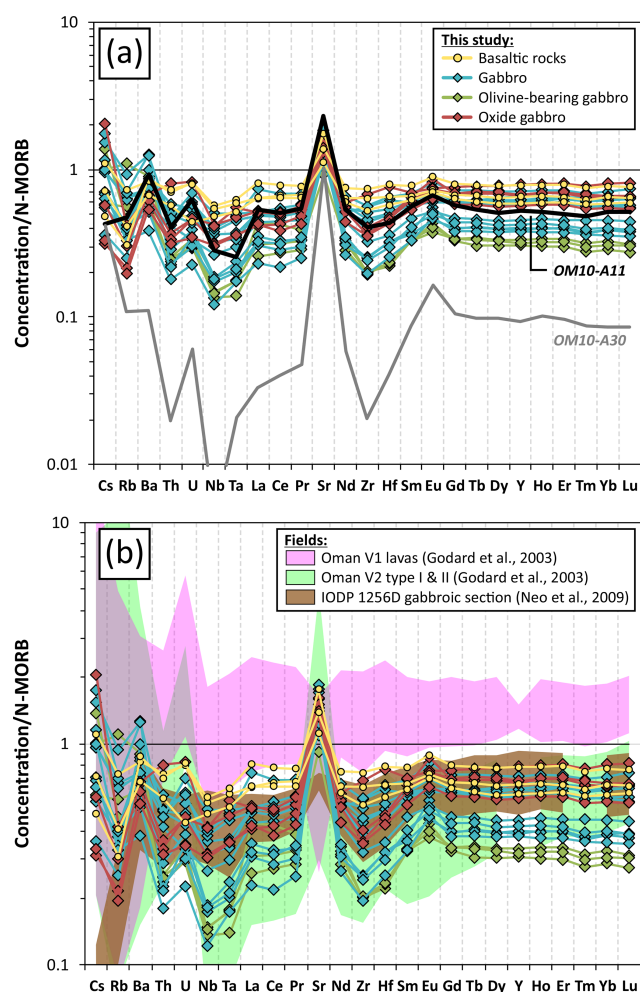 10
(a)
This study:
Basaltic rocks
Gabbro
Olivine-bearing gabbro
Oxide gabbro
1
Concentration/N-MORB
OM10-A11
0.1
OM10-A30
0.01
Cs Rb Ba Th U Nb Ta La Ce Pr Sr Nd Zr Hf Sm Eu Gd Tb Dy Y Ho Er Tm Yb Lu
10
(b)
Fields:
Oman V1 lavas (Godard et al., 2003)
Oman V2 type I & II (Godard et al., 2003)
IODP 1256D gabbroic section (Neo et al., 2009)
Concentration/N-MORB
1
0.1
Cs Rb Ba Th U Nb Ta La Ce Pr Sr Nd Zr Hf Sm Eu Gd Tb Dy Y Ho Er Tm Yb Lu